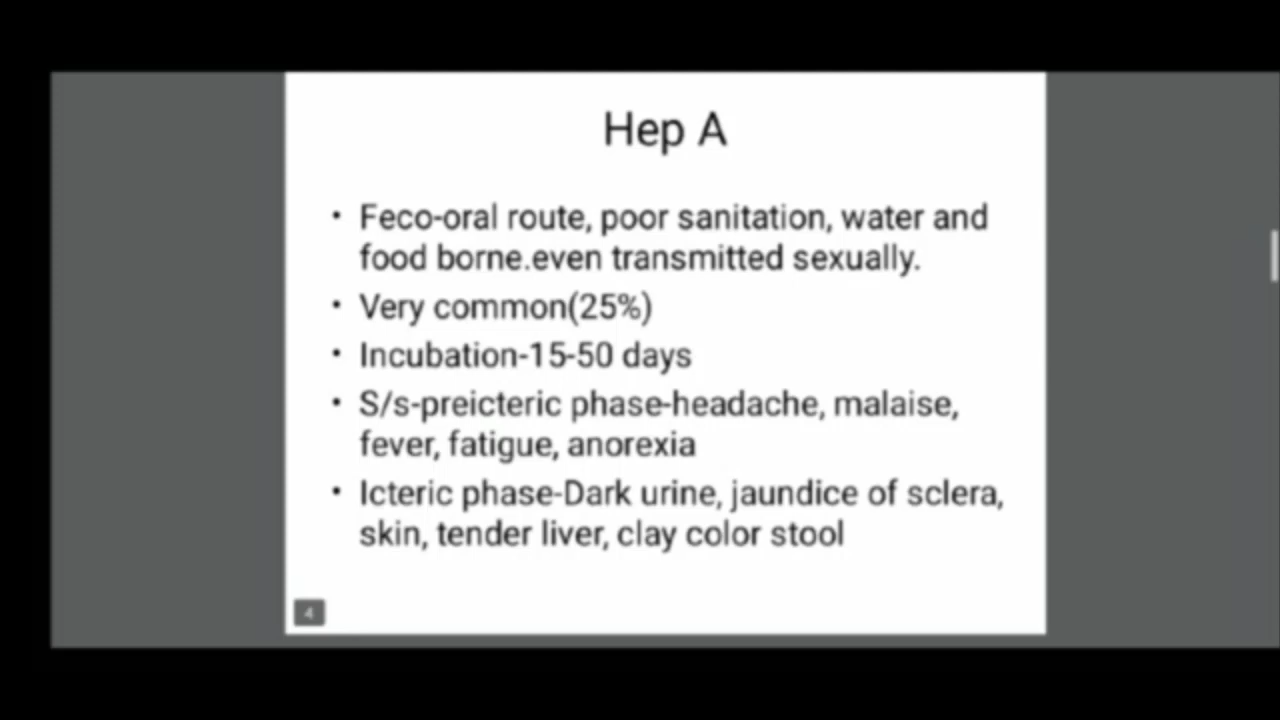 Hep A
• Feco-oral route, poor sanitation, water and
food borne.even transmitted sexually.
• Very common(25%)
• Incubation-15-50 days
• S/s-preicteric phase-headache, malaise,
fever, fatigue, anorexia
• Icteric phase-Dark urine, jaundice of sclera,
skin, tender liver, clay color stool
4